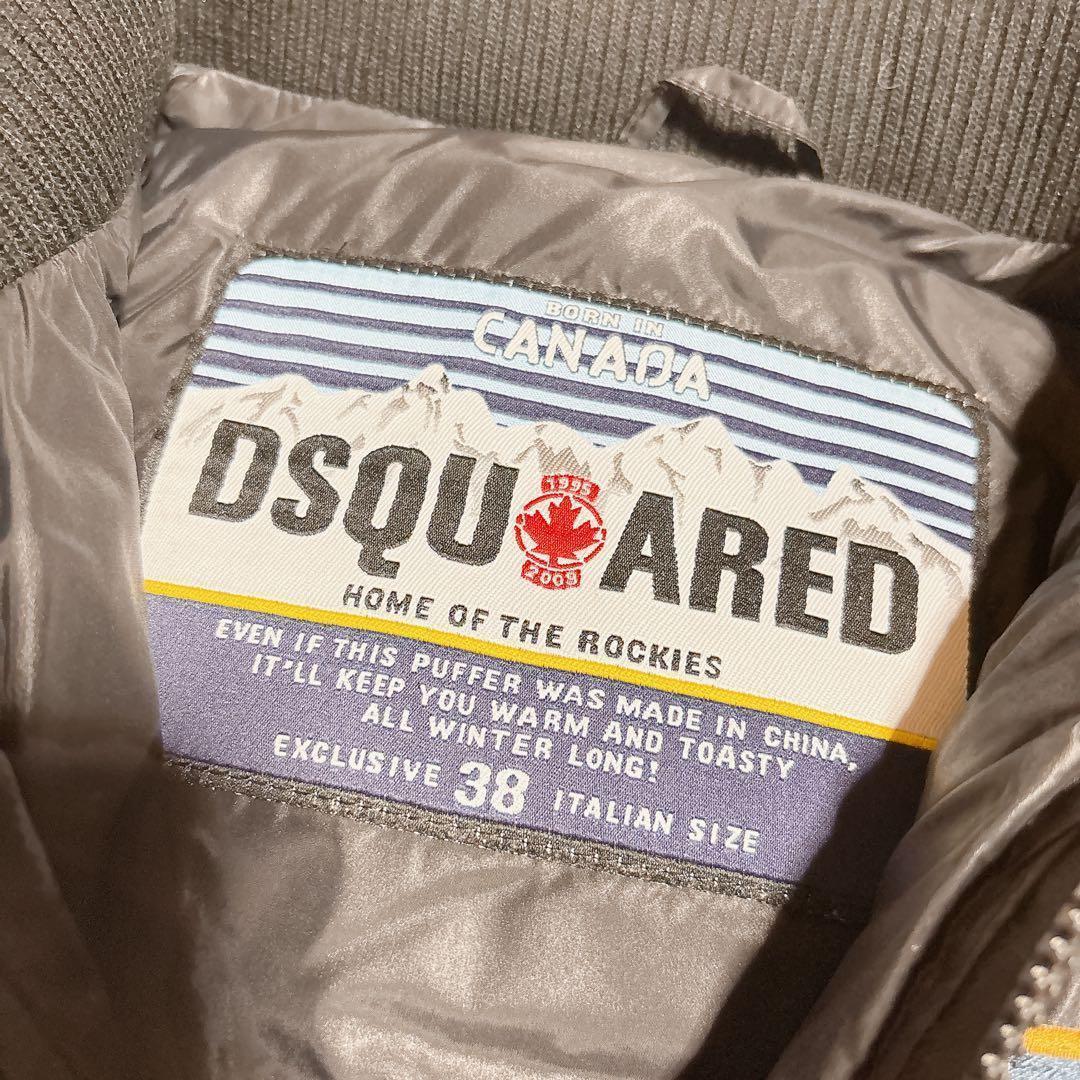 BORN IN
CANADA
DSQU ARED
1995
2009
HOME OF THE ROCKIES
EVEN IF THIS PUFFER WAS MADE IN CHINA,
IT'LL KEEP YOU WARM AND TOASTY
ALL WINTER LONG!
EXCLUSIVE 38 ITALIAN SIZE